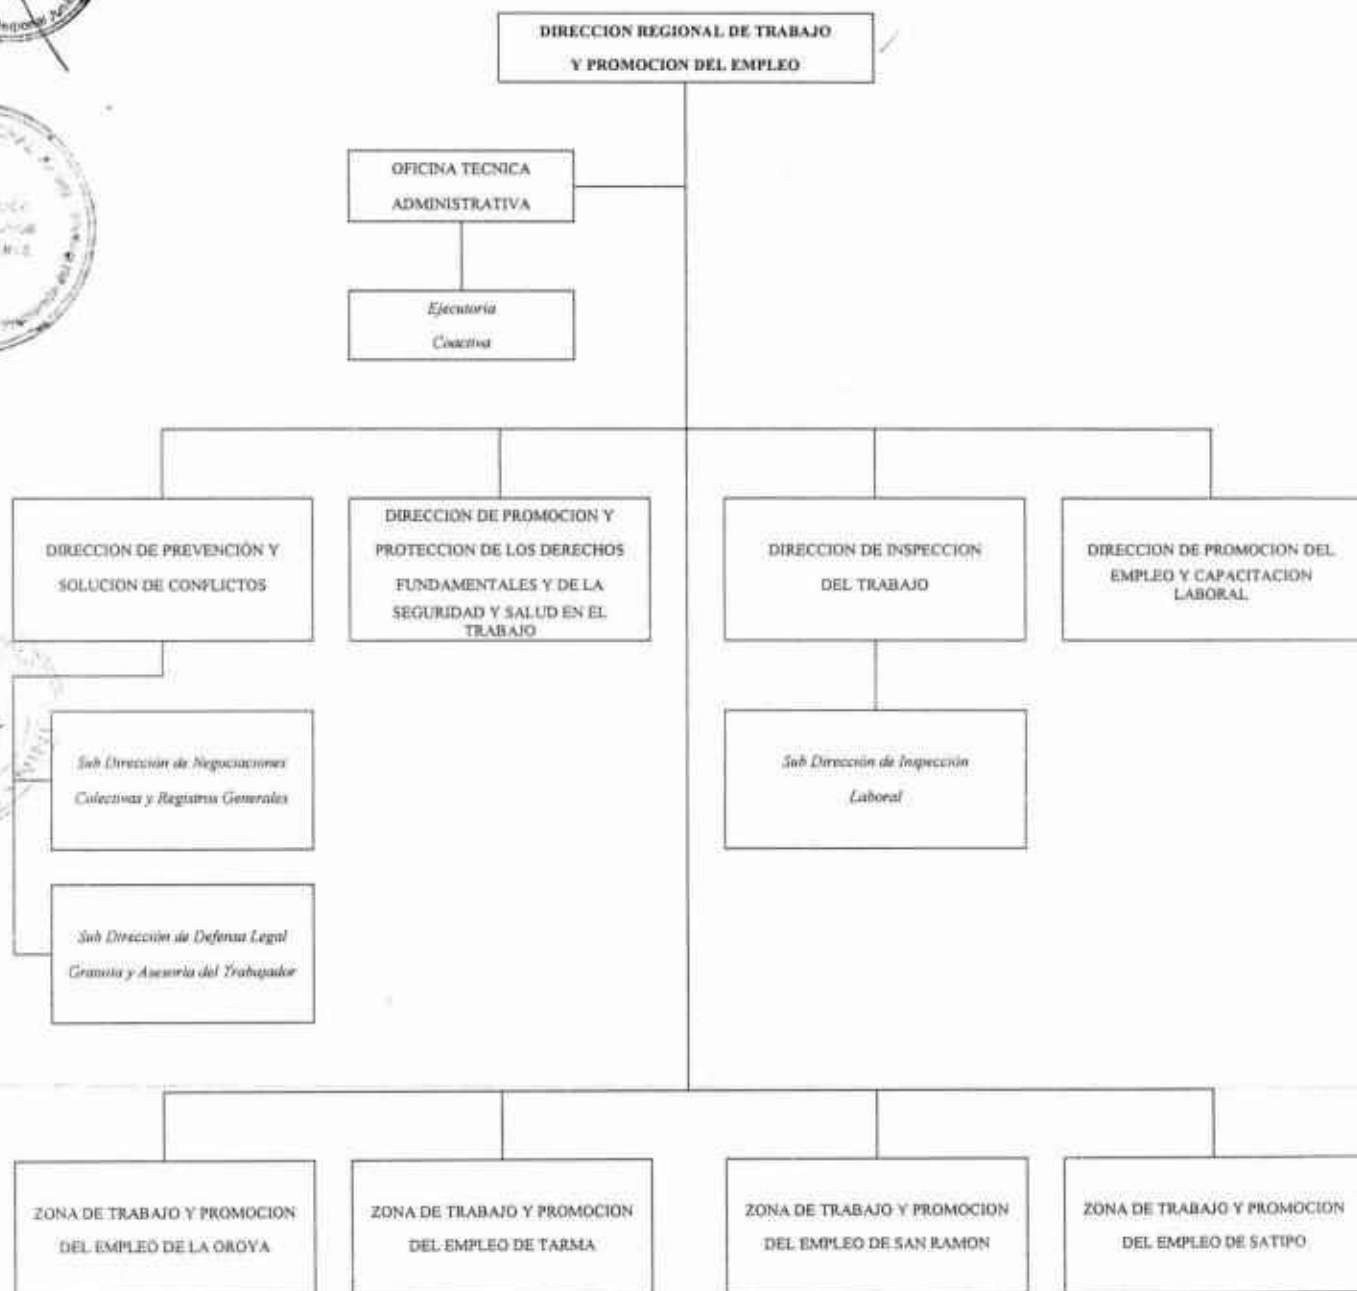 DIRECCION REGIONAL DE TRABAJO
Y PROMOCION DEL EMPLEO
OFICINA TECNICA
ADMINISTRATIVA
Ejecutoria
Coactiva
DIRECCION DE PREVENCIÓN Y
SOLUCION DE CONFLICTOS
DIRECCION DE PROMOCION Y
PROTECCION DE LOS DERECHOS
FUNDAMENTALES Y DE LA
SEGURIDAD Y SALUD EN EL
TRABAJO
DIRECCION DE INSPECCION
DEL TRABAJO
DIRECCION DE PROMOCION DEL
EMPLEO Y CAPACITACION
LABORAL
Sub Dirección de Negociaciones
Colectivas y Registros Generales
Sub Dirección de Inspección
Laboral
Sub Dirección de Defensa Legal
Gratuita y Asesoría del Trabajador
ZONA DE TRABAJO Y PROMOCION
DEL EMPLEO DE LA OROYA
ZONA DE TRABAJO Y PROMOCION
DEL EMPLEO DE TARMA
ZONA DE TRABAJO Y PROMOCION
DEL EMPLEO DE SAN RAMON
ZONA DE TRABAJO Y PROMOCION
DEL EMPLEO DE SATIPO